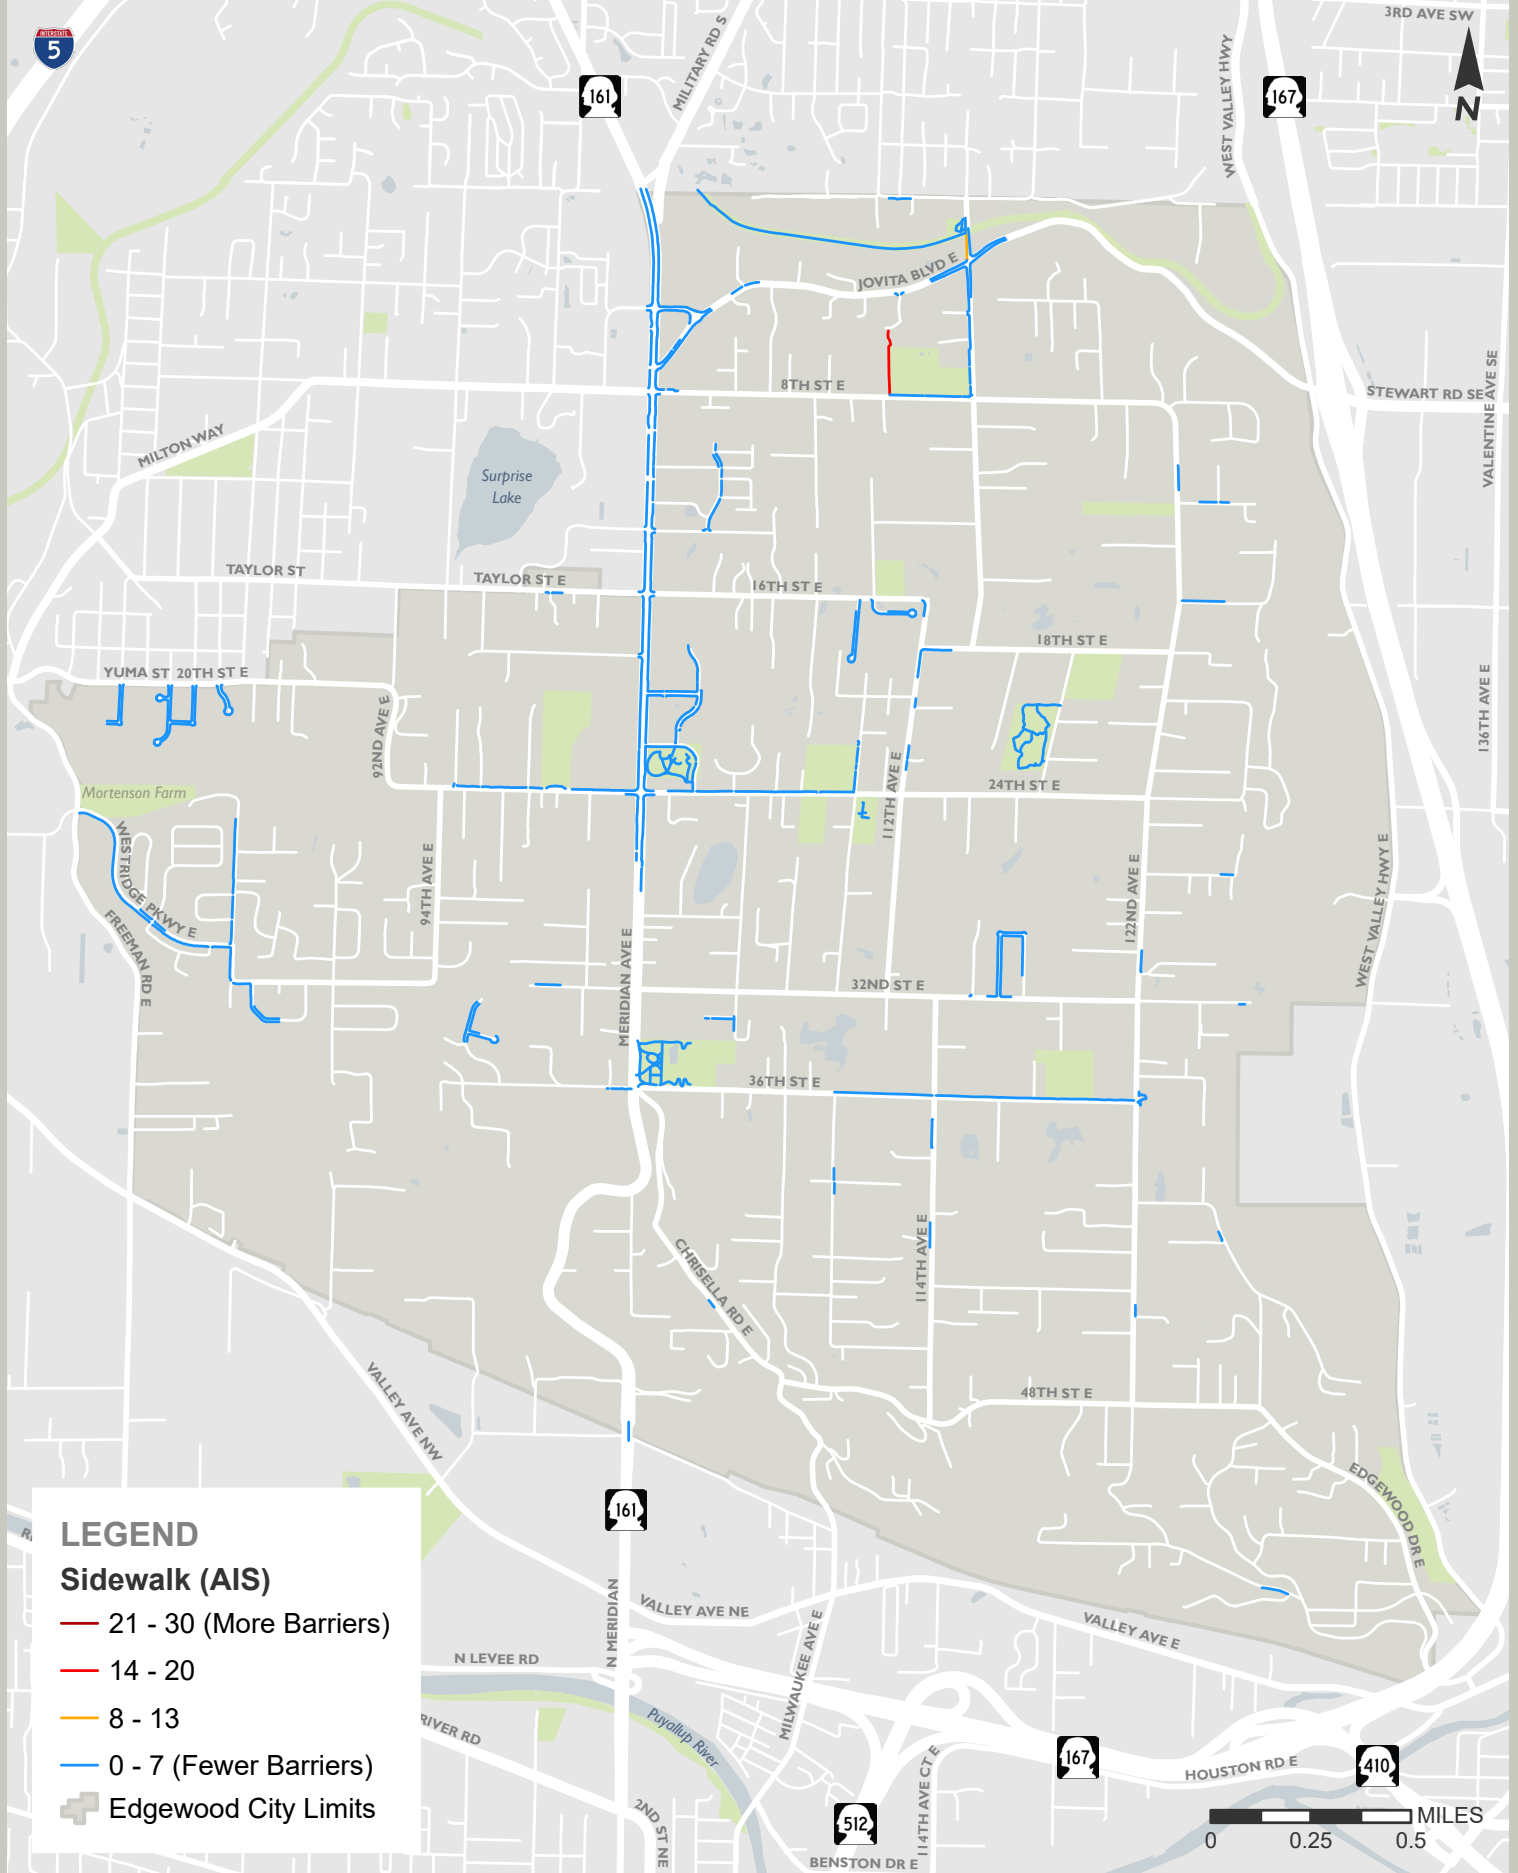 3RD AVE SW
INTERSTATE
5
161
MILITARY RD S
WEST VALLEY HWY
167
N
JOVITA BLVD E
8TH ST E
STEWART RD SE
VALENTINE AVE SE
MILTON WAY
Surprise
Lake
TAYLOR ST
TAYLOR ST E
16TH ST E
18TH ST E
YUMA ST
20TH ST E
92ND AVE E
136TH AVE E
112TH AVE E
24TH ST E
Mortenson Farm
WESTRIDGE PKWY E
94TH AVE E
122ND AVE E
WEST VALLEY HWY E
FREEMAN RD E
MERIDIAN AVE E
32ND ST E
36TH ST E
114TH AVE E
CHRISELLA RD E
VALLEY AVE NW
48TH ST E
EDGEWOOD DR E
161
LEGEND
Sidewalk (AIS)
21 - 30 (More Barriers)
14 - 20
8 - 13
0 - 7 (Fewer Barriers)
Edgewood City Limits
N MERIDIAN
VALLEY AVE NE
MILWAUKEE AVE E
VALLEY AVE E
N LEVEE RD
RIVER RD
Puyallup River
167
HOUSTON RD E
410
114TH AVE CT E
2ND ST NE
512
BENSTON DR E
MILES
0 0.25 0.5